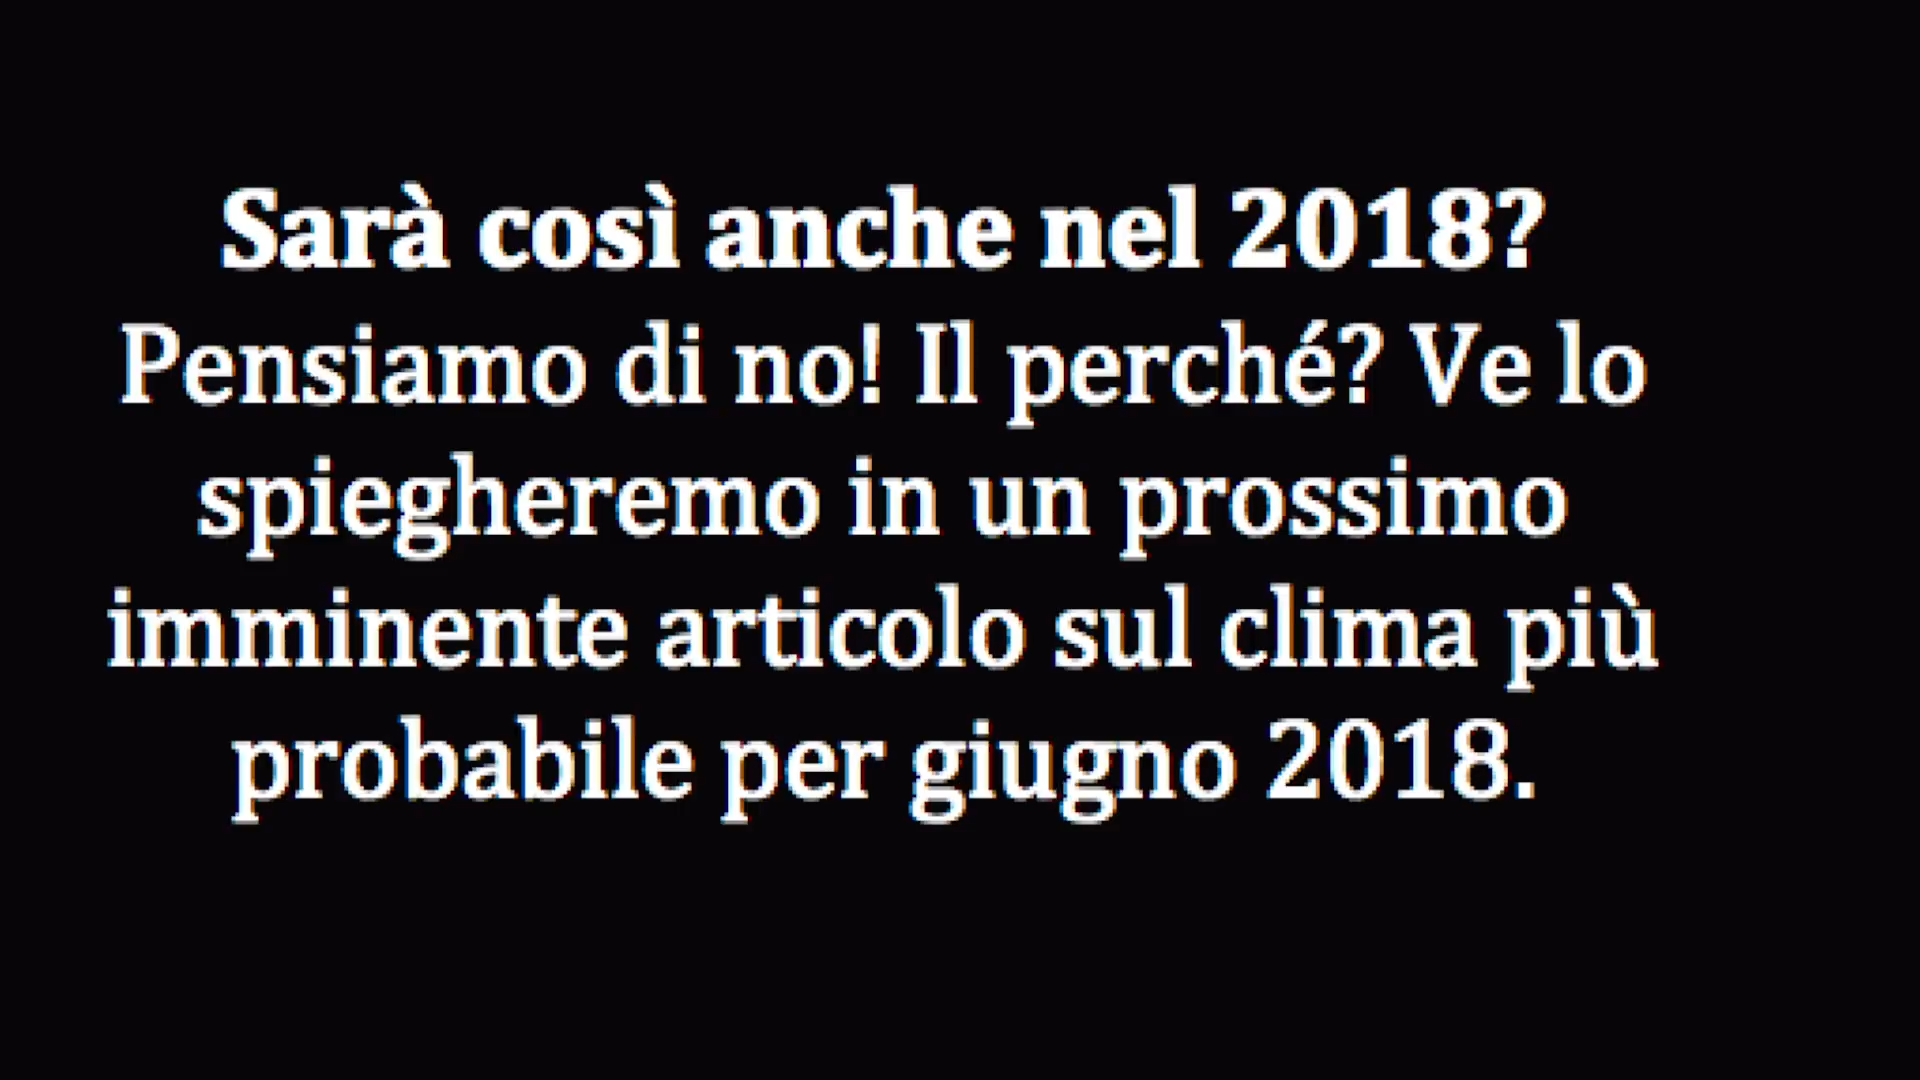 Sarà così anche nel 2018?
Pensiamo di no! Il perché? Ve lo
spiegheremo in un prossimo
imminente articolo sul clima più
probabile per giugno 2018.